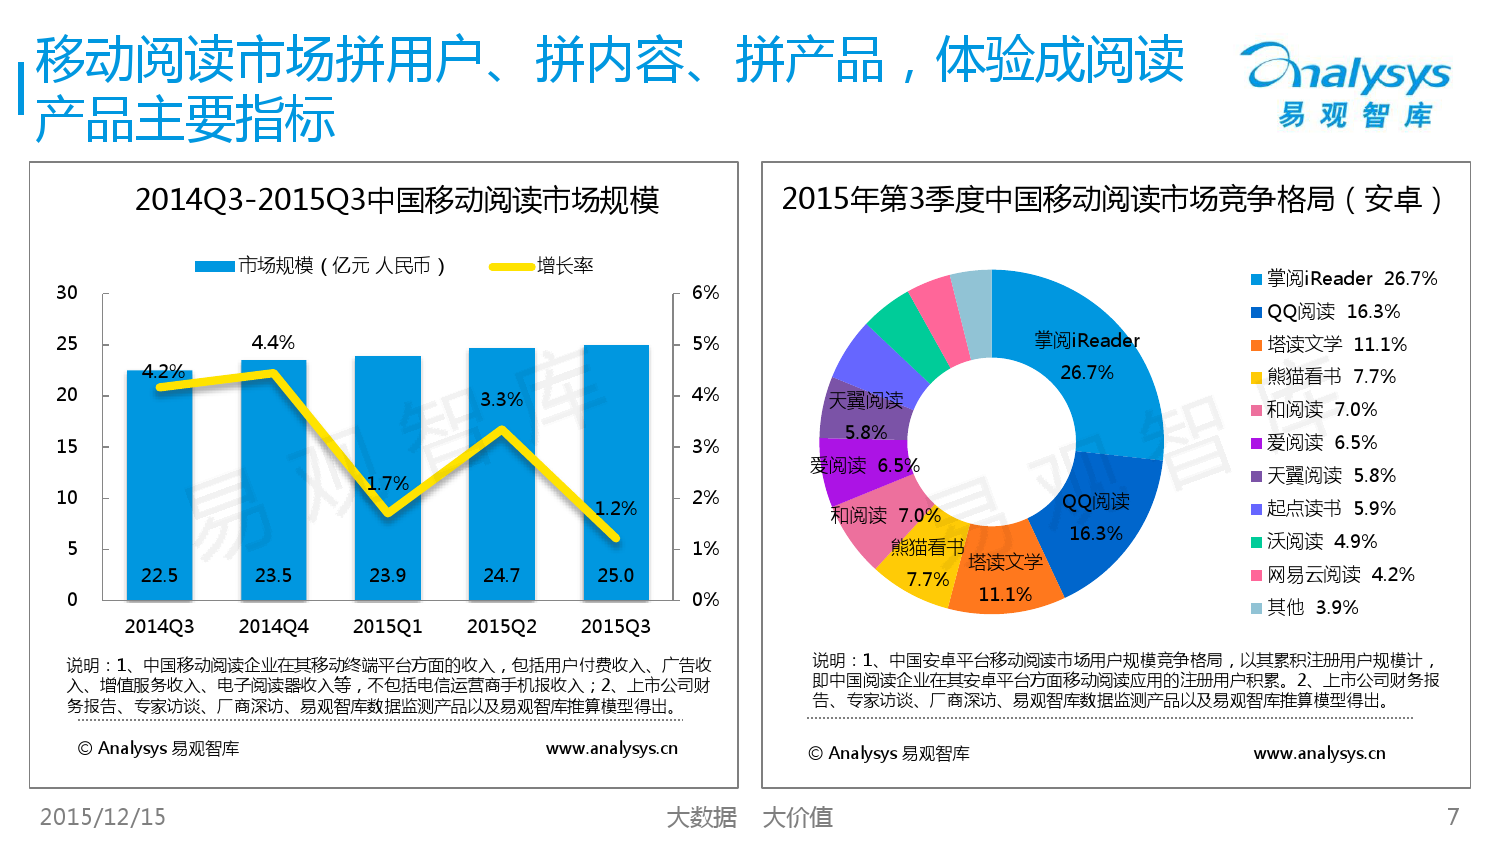 移动阅读市场拼用户、拼内容、拼产品，体验成阅读
产品主要指标
Analysys
易观智库
2014Q3-2015Q3中国移动阅读市场规模
市场规模（亿元 人民币）
增长率
30
25
20
15
10
5
0
6%
5%
4%
3%
2%
1%
0%
4.2%
4.4%
1.7%
3.3%
1.2%
22.5
23.5
23.9
24.7
25.0
2014Q3
2014Q4
2015Q1
2015Q2
2015Q3
易观智库
说明：1、中国移动阅读企业在其移动终端平台方面的收入，包括用户付费收入、广告收
入、增值服务收入、电子阅读器收入等，不包括电信运营商手机报收入；2、上市公司财
务报告、专家访谈、厂商深访、易观智库数据监测产品以及易观智库推算模型得出。
© Analysys 易观智库
www.analysys.cn
2015年第3季度中国移动阅读市场竞争格局（安卓）
掌阅iReader
26.7%
QQ阅读
16.3%
塔读文学
11.1%
熊猫看书
7.7%
和阅读 7.0%
爱阅读 6.5%
天翼阅读
5.8%
掌阅iReader 26.7%
QQ阅读 16.3%
塔读文学 11.1%
熊猫看书 7.7%
和阅读 7.0%
爱阅读 6.5%
天翼阅读 5.8%
起点读书 5.9%
沃阅读 4.9%
网易云阅读 4.2%
其他 3.9%
易观智库
说明：1、中国安卓平台移动阅读市场用户规模竞争格局，以其累积注册用户规模计，
即中国阅读企业在其安卓平台方面移动阅读应用的注册用户积累。2、上市公司财务报
告、专家访谈、厂商深访、易观智库数据监测产品以及易观智库推算模型得出。
© Analysys 易观智库
www.analysys.cn
2015/12/15
大数据 大价值
7